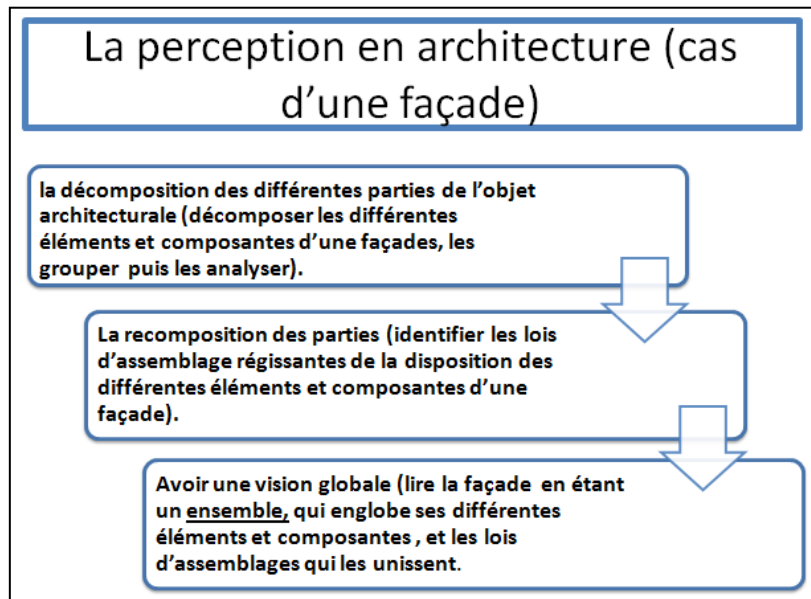 La perception en architecture (cas
d’une façade)
la décomposition des différentes parties de l’objet
architecturale (décomposer les différentes
éléments et composantes d’une façades, les
grouper puis les analyser).
La recomposition des parties (identifier les lois
d’assemblage régissantes de la disposition des
différentes éléments et composantes d’une
façade).
Avoir une vision globale (lire la façade en étant
un ensemble, qui englobe ses différentes
éléments et composantes , et les lois
d’assemblages qui les unissent.